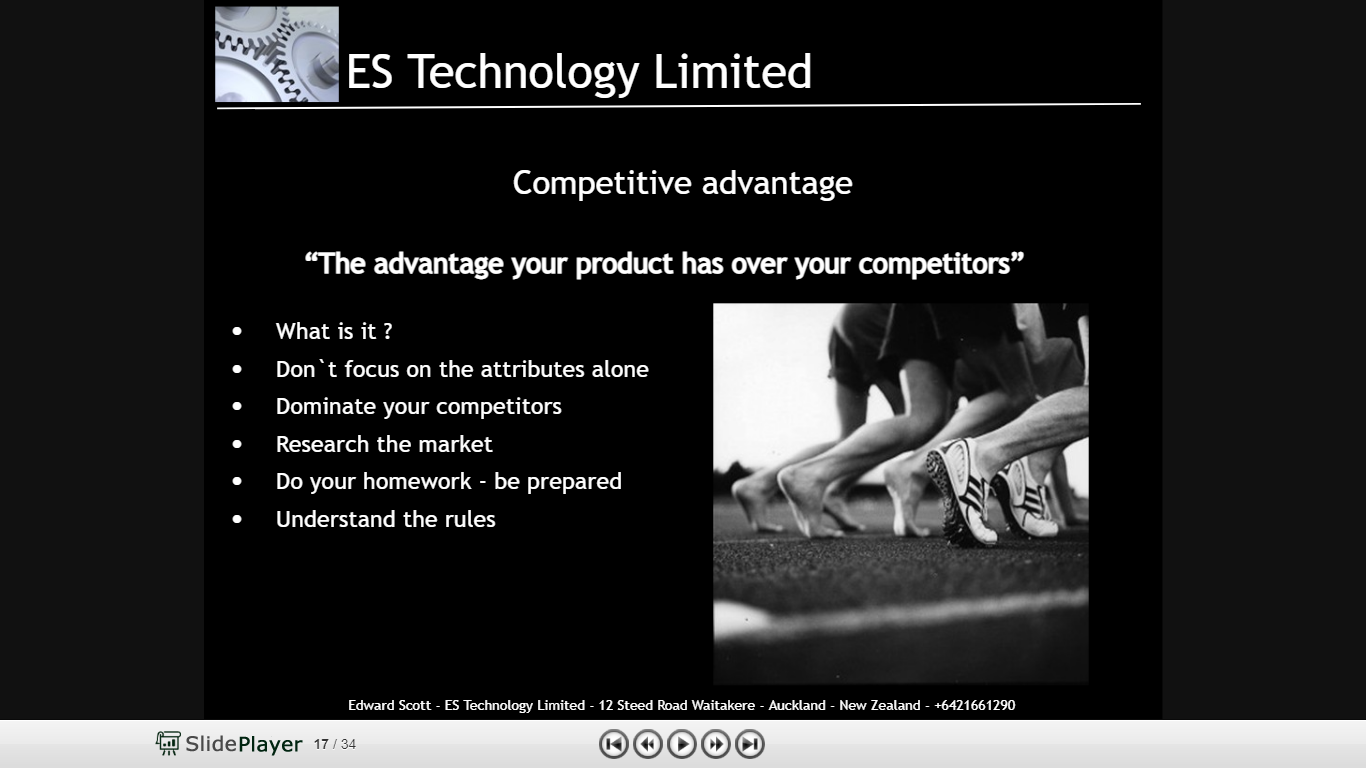 ES Technology Limited
Competitive advantage
“The advantage your product has over your competitors”
• What is it ?
• Don`t focus on the attributes alone
• Dominate your competitors
• Research the market
• Do your homework - be prepared
• Understand the rules
Edward Scott - ES Technology Limited - 12 Steed Road Waitakere - Auckland - New Zealand - +6421661290
SlidePlayer 17 / 34